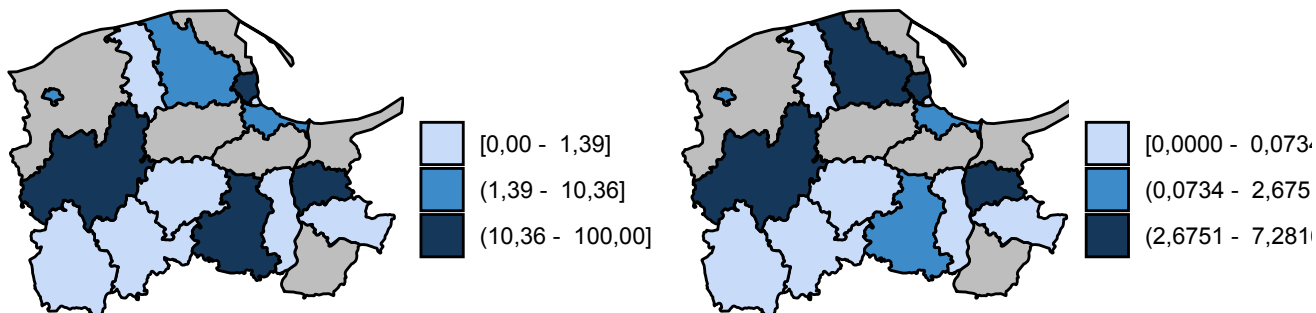 [0,00 - 1,39]
(1,39 - 10,36]
(10,36 - 100,00]
[0,0000 - 0,0734
(0,0734 - 2,675
(2,6751 - 7,281